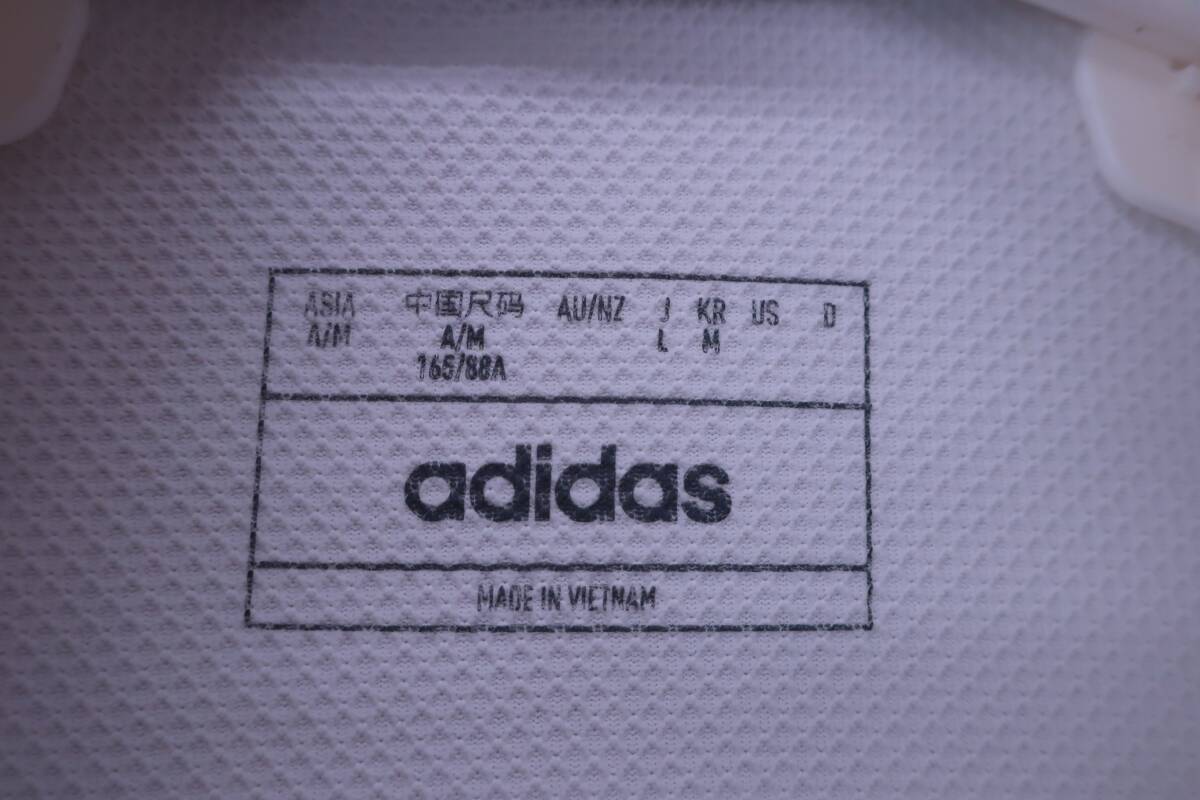 ASIA 中国尺码 AU/NZ J KR US D
A/M A/M L M
165/88A
adidas
MADE IN VIETNAM